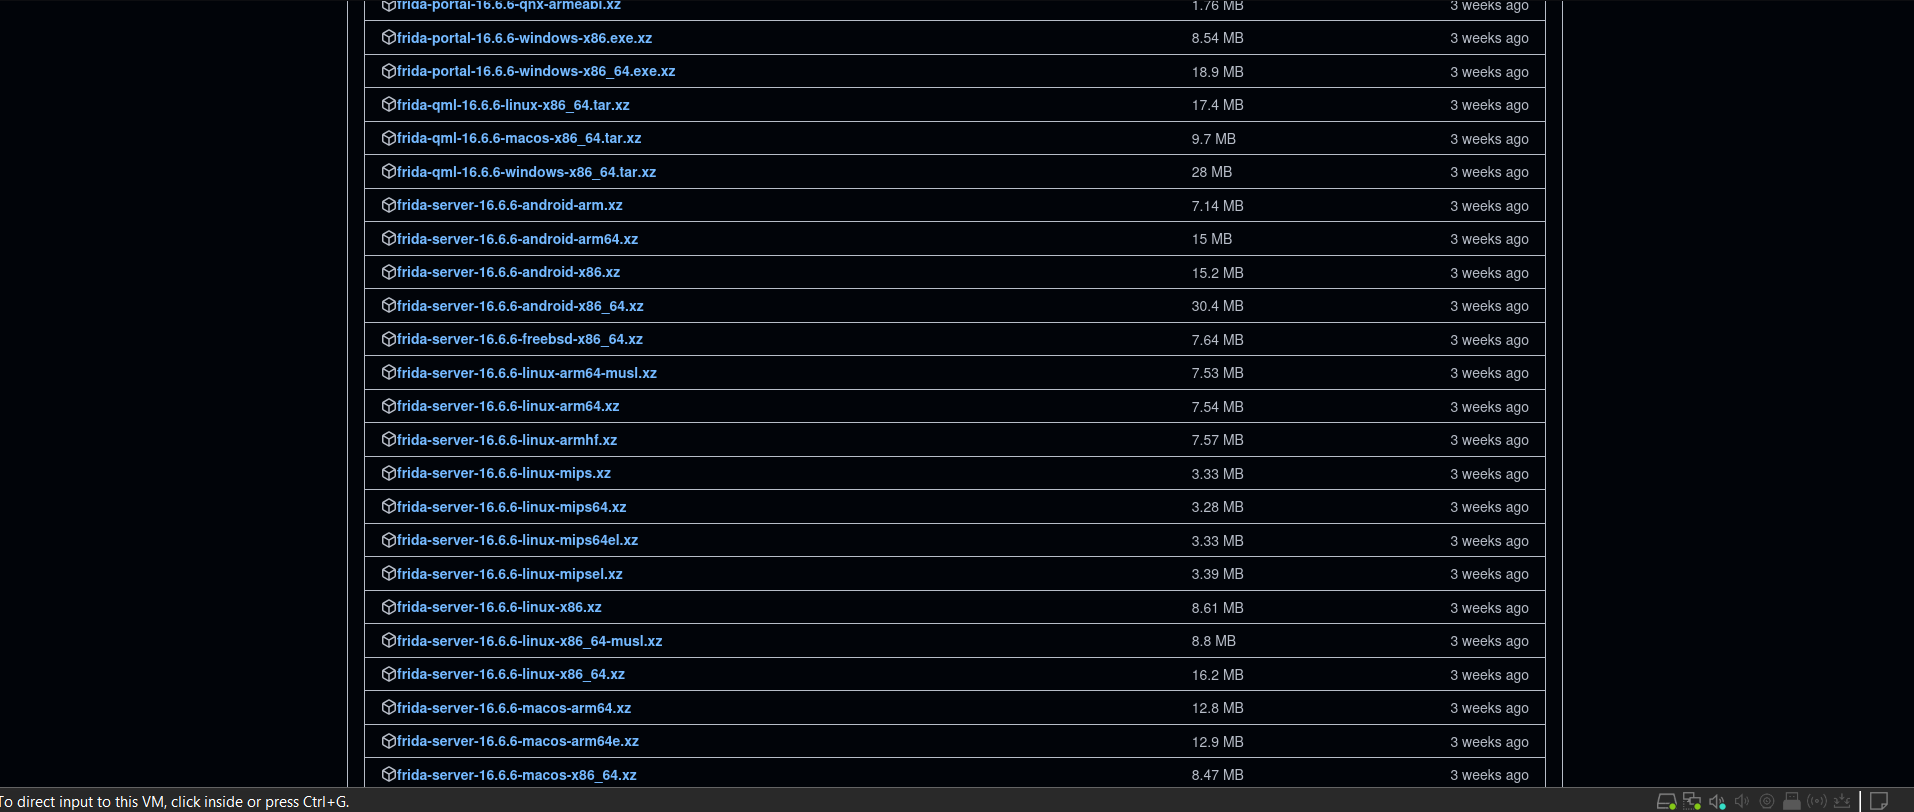 frida-portal-16.6.6-qnx-armeabi.xz 1.76 MB 3 weeks ago
frida-portal-16.6.6-windows-x86.exe.xz 8.54 MB 3 weeks ago
frida-portal-16.6.6-windows-x86_64.exe.xz 18.9 MB 3 weeks ago
frida-qml-16.6.6-linux-x86_64.tar.xz 17.4 MB 3 weeks ago
frida-qml-16.6.6-macos-x86_64.tar.xz 9.7 MB 3 weeks ago
frida-qml-16.6.6-windows-x86_64.tar.xz 28 MB 3 weeks ago
frida-server-16.6.6-android-arm.xz 7.14 MB 3 weeks ago
frida-server-16.6.6-android-arm64.xz 15 MB 3 weeks ago
frida-server-16.6.6-android-x86.xz 15.2 MB 3 weeks ago
frida-server-16.6.6-android-x86_64.xz 30.4 MB 3 weeks ago
frida-server-16.6.6-freebsd-x86_64.xz 7.64 MB 3 weeks ago
frida-server-16.6.6-linux-arm64-musl.xz 7.53 MB 3 weeks ago
frida-server-16.6.6-linux-arm64.xz 7.54 MB 3 weeks ago
frida-server-16.6.6-linux-armhf.xz 7.57 MB 3 weeks ago
frida-server-16.6.6-linux-mips.xz 3.33 MB 3 weeks ago
frida-server-16.6.6-linux-mips64.xz 3.28 MB 3 weeks ago
frida-server-16.6.6-linux-mips64el.xz 3.33 MB 3 weeks ago
frida-server-16.6.6-linux-mipsel.xz 3.39 MB 3 weeks ago
frida-server-16.6.6-linux-x86.xz 8.61 MB 3 weeks ago
frida-server-16.6.6-linux-x86_64-musl.xz 8.8 MB 3 weeks ago
frida-server-16.6.6-linux-x86_64.xz 16.2 MB 3 weeks ago
frida-server-16.6.6-macos-arm64.xz 12.8 MB 3 weeks ago
frida-server-16.6.6-macos-arm64e.xz 12.9 MB 3 weeks ago
frida-server-16.6.6-macos-x86_64.xz 8.47 MB 3 weeks ago
To direct input to this VM, click inside or press Ctrl+G.